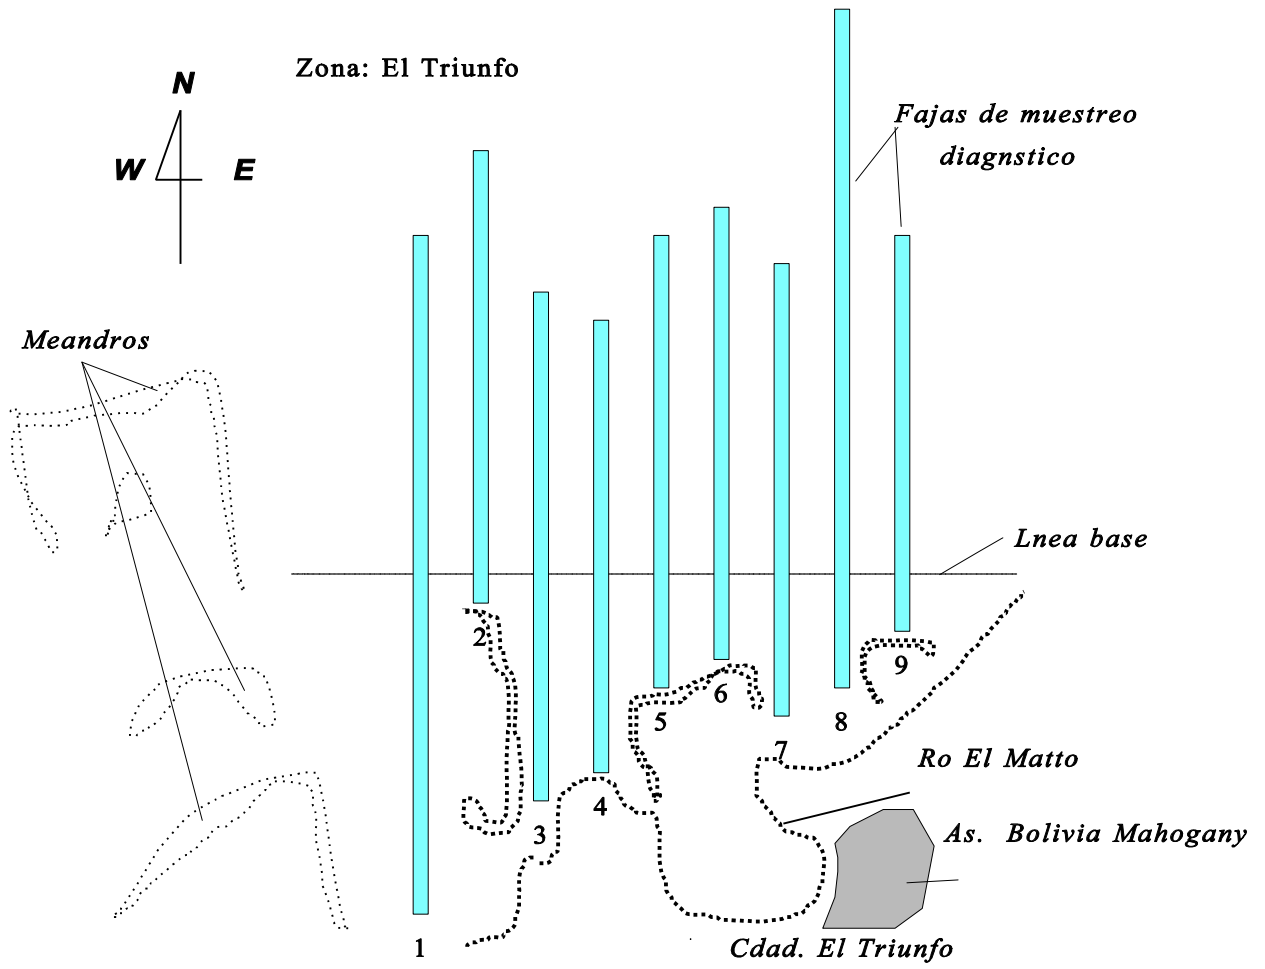 Zona: El Triunfo
N
W E
Fajas de muestreo
diagnstico
Meandros
Lnea base
2
9
5
6
8
7
Ro El Matto
4
3
As. Bolivia Mahogany
1
Cdad. El Triunfo